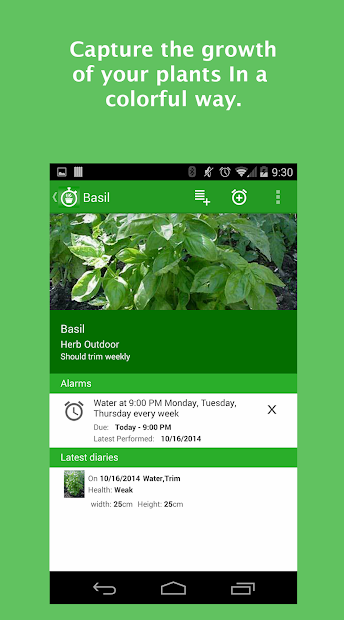 Capture the growth
of your plants In a
colorful way.
9:30
Basil
Basil
Herb Outdoor
Should trim weekly
Alarms
Water at 9:00 PM Monday, Tuesday,
Thursday every week
X
Due: Today - 9:00 PM
Latest Performed: 10/16/2014
Latest diaries
On 10/16/2014 Water,Trim
Health: Weak
width: 25cm Height: 25cm